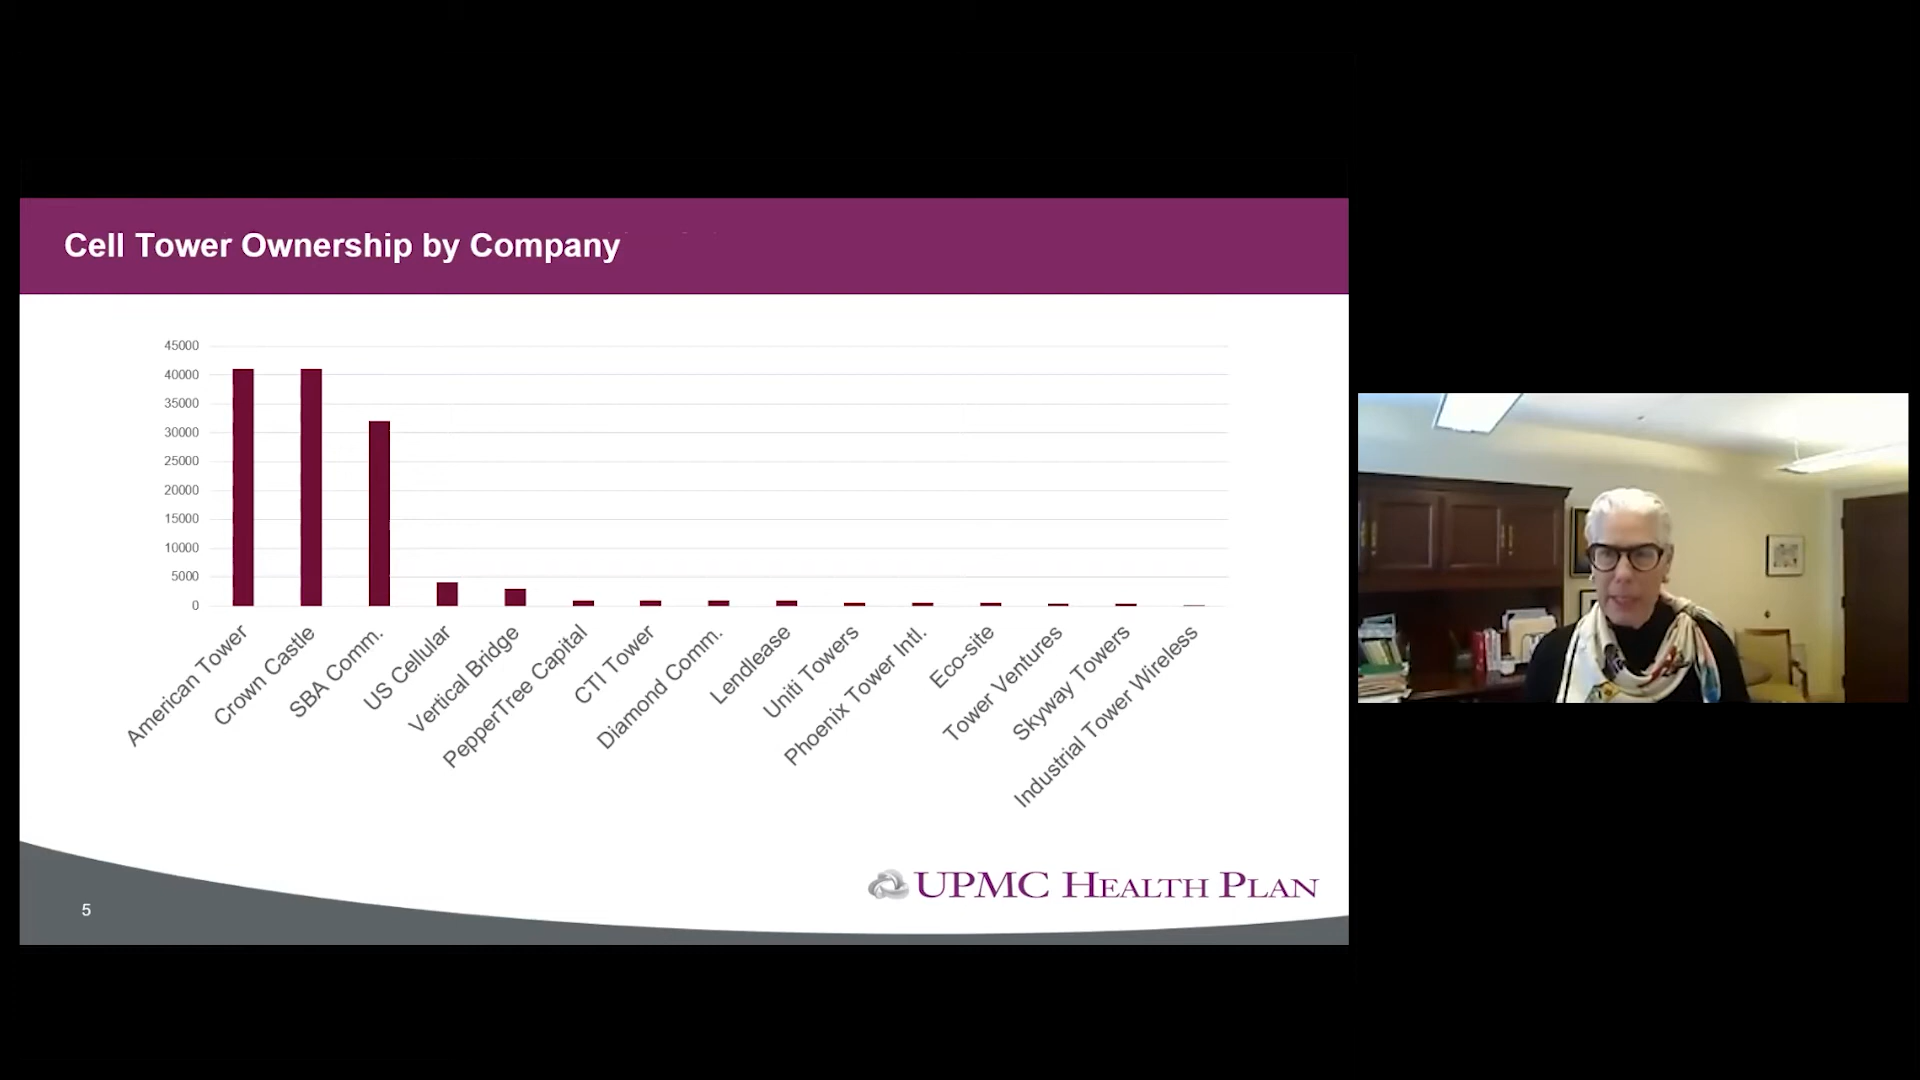 Cell Tower Ownership by Company
45000
40000
35000
30000
25000
20000
15000
10000
5000
0
American Tower
Crown Castle
SBA Comm.
US Cellular
Vertical Bridge
PepperTree Capital
CTI Tower
Diamond Comm.
Lendlease
Uniti Towers
Phoenix Tower Intl.
Eco-site
Tower Ventures
Skyway Towers
Industrial Tower Wireless
UPMC HEALTH PLAN
5